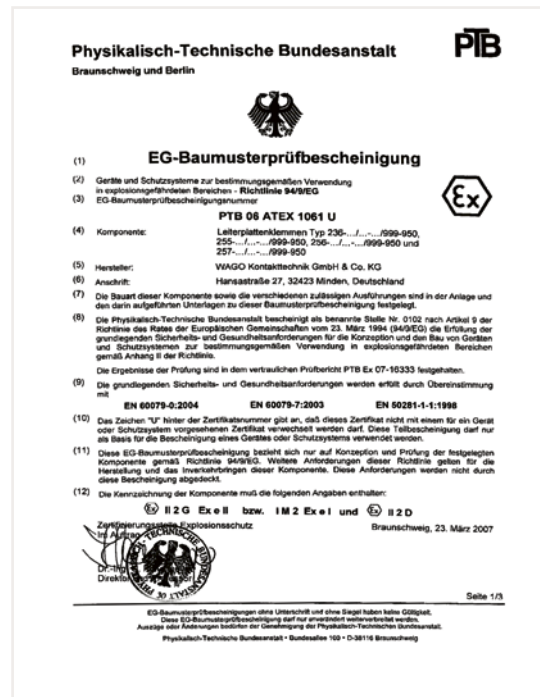 Physikalisch-Technische Bundesanstalt
PTB
Braunschweig und Berlin
(1) EG-Baumusterprüfbescheinigung
(2) Geräte und Schutzsysteme zur bestimmungsgemäßen Verwendung
in explosionsgefährdeten Bereichen - Richtlinie 94/9/EG
(3) EG-Baumusterprüfbescheinigungsnummer
Ex
PTB 06 ATEX 1061 U
(4) Komponente: Leiterplattenklemmen Typ 236-.../...-.../999-950,
255-.../...-.../999-950, 256-.../...-.../999-950 und
257-.../...-.../999-950
(5) Hersteller: WAGO Kontakttechnik GmbH & Co. KG
(6) Anschrift: Hansastraße 27, 32423 Minden, Deutschland
(7) Die Bauart dieser Komponente sowie die verschiedenen zulässigen Ausführungen sind in der Anlage und
den darin aufgeführten Unterlagen zu dieser Baumusterprüfbescheinigung festgelegt.
(8) Die Physikalisch-Technische Bundesanstalt bescheinigt als benannte Stelle Nr. 0102 nach Artikel 9 der
Richtlinie des Rates der Europäischen Gemeinschaften vom 23. März 1994 (94/9/EG) die Erfüllung der
grundlegenden Sicherheits- und Gesundheitsanforderungen für die Konzeption und den Bau von Geräten
und Schutzsystemen zur bestimmungsgemäßen Verwendung in explosionsgefährdeten Bereichen
gemäß Anhang II der Richtlinie.
Die Ergebnisse der Prüfung sind in dem vertraulichen Prüfbericht PTB Ex 07-16333 festgehalten.
(9) Die grundlegenden Sicherheits- und Gesundheitsanforderungen werden erfüllt durch Übereinstimmung
mit
EN 60079-0:2004 EN 60079-7:2003 EN 50281-1-1:1998
(10) Das Zeichen "U" hinter der Zertifikatsnummer gibt an, daß dieses Zertifikat nicht mit einem für ein Gerät
oder Schutzsystem vorgesehenen Zertifikat verwechselt werden darf. Diese Teilbescheinigung darf nur
als Basis für die Bescheinigung eines Gerätes oder Schutzsystems verwendet werden.
(11) Diese EG-Baumusterprüfbescheinigung bezieht sich nur auf Konzeption und Prüfung der festgelegten
Komponente gemäß Richtlinie 94/9/EG. Weitere Anforderungen dieser Richtlinie gelten für die
Herstellung und das Inverkehrbringen dieser Komponente. Diese Anforderungen werden nicht durch
diese Bescheinigung abgedeckt.
(12) Die Kennzeichnung der Komponente muß die folgenden Angaben enthalten:
Ex II 2 G Ex e II bzw. I M 2 Ex e I und Ex II 2 D
Zertifizierungsstelle Explosionsschutz Braunschweig, 23. März 2007
Im Auftrag
Dr.-Ing.
Seite 1/3
EG-Baumusterprüfbescheinigungen ohne Unterschrift und ohne Siegel haben keine Gültigkeit.
Diese EG-Baumusterprüfbescheinigung darf nur unverändert weiterverbreitet werden.
Auszüge oder Änderungen bedürfen der Genehmigung der Physikalisch-Technischen Bundesanstalt.
Physikalisch-Technische Bundesanstalt • Bundesallee 100 • D-38116 Braunschweig